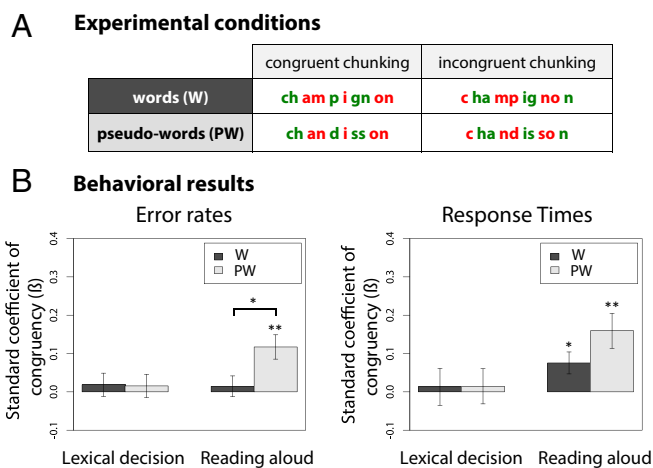 A Experimental conditions
congruent chunking incongruent chunking
words (W) ch am p i gn on c ha mp ig no n
pseudo-words (PW) ch an d i ss on c ha nd is so n
B Behavioral results
Error rates
Standard coefficient of
congruency (ß)
0.4
0.3
0.2
0.1
0.0
-0.1
W
PW
*
**
Lexical decision Reading aloud
Response Times
Standard coefficient of
congruency (ß)
0.4
0.3
0.2
0.1
0.0
-0.1
W
PW
**
*
Lexical decision Reading aloud